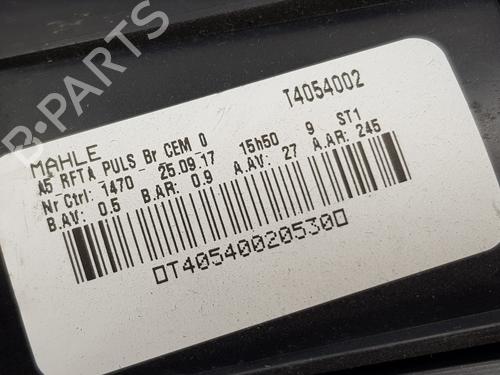 T4054002
MAHLE
A5 RFTA PULS Br CEM 0
Nr Ctrl: 1470 - 25.09.17 15h50 9 ST1
B.AV: 0.5 B.AR: 0.9 A.AV: 27 A.AR: 245
T40540020530
B-PARTS